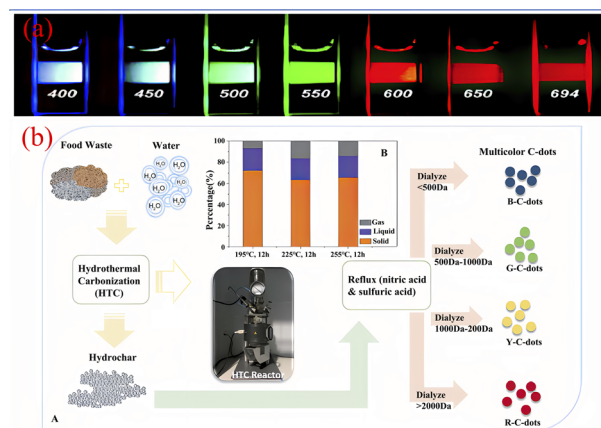 (a)
400 450 500 550 600 650 694
(b)
Food Waste
Water
H₂O
H₂O
H₂O
H₂O
H₂O
H₂O
H₂O
H₂O
Hydrothermal
Carbonization
(HTC)
Hydrochar
A
B
Percentage(%)
100
80
60
40
20
0
Gas
Liquid
Solid
195°C, 12h 225°C, 12h 255°C, 12h
HTC Reactor
Reflux (nitric acid
& sulfuric acid)
Multicolor C-dots
Dialyze
<500Da
B-C-dots
Dialyze
500Da-1000Da
G-C-dots
Dialyze
1000Da-200Da
Y-C-dots
Dialyze
>2000Da
R-C-dots